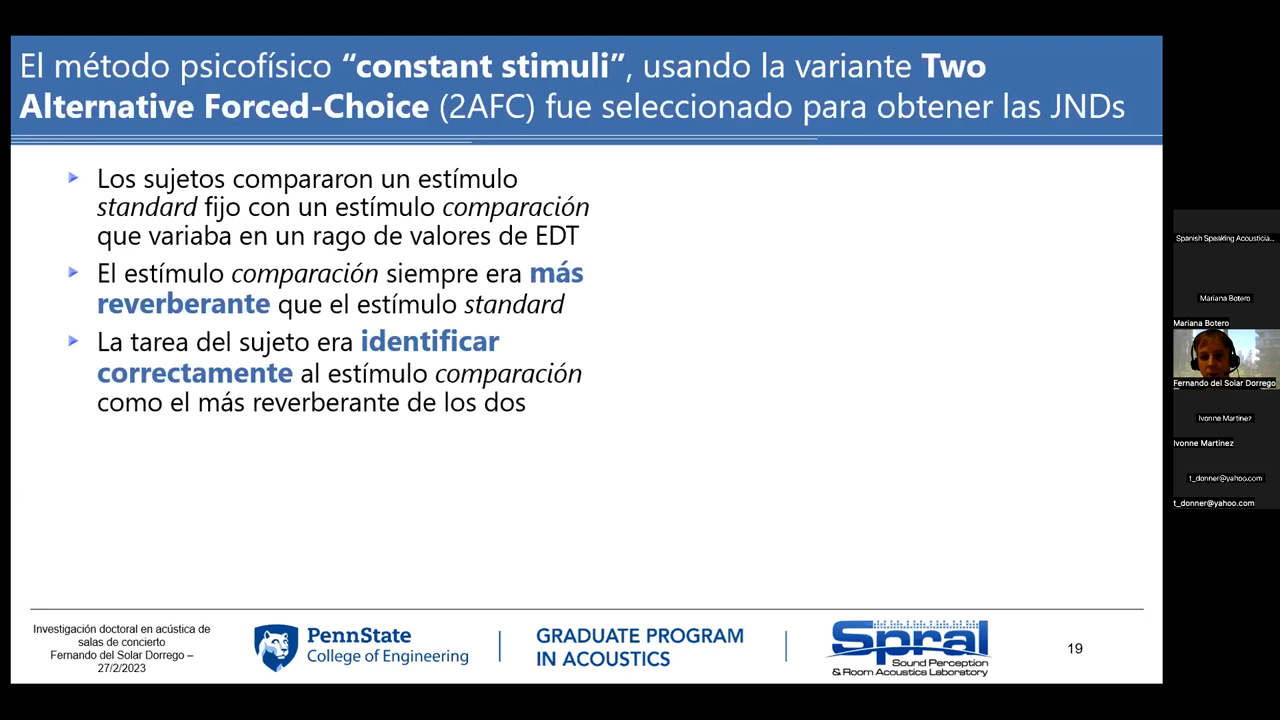 El método psicofísico “constant stimuli”, usando la variante Two
Alternative Forced-Choice (2AFC) fue seleccionado para obtener las JNDs
Los sujetos compararon un estímulo
standard fijo con un estímulo comparación
que variaba en un rago de valores de EDT
El estímulo comparación siempre era más
reverberante que el estímulo standard
La tarea del sujeto era identificar
correctamente al estímulo comparación
como el más reverberante de los dos
Investigación doctoral en acústica de
salas de concierto
Fernando del Solar Dorrego –
27/2/2023
PennState
College of Engineering
GRADUATE PROGRAM
IN ACOUSTICS
Spral
Sound Perception
& Room Acoustics Laboratory
19
Spanish Speaking Acousticia...
Mariana Botero
Mariana Botero
Fernando del Solar Dorrego
Ivonne Martinez
Ivonne Martinez
t_donner@yahoo.com
t_donner@yahoo.com